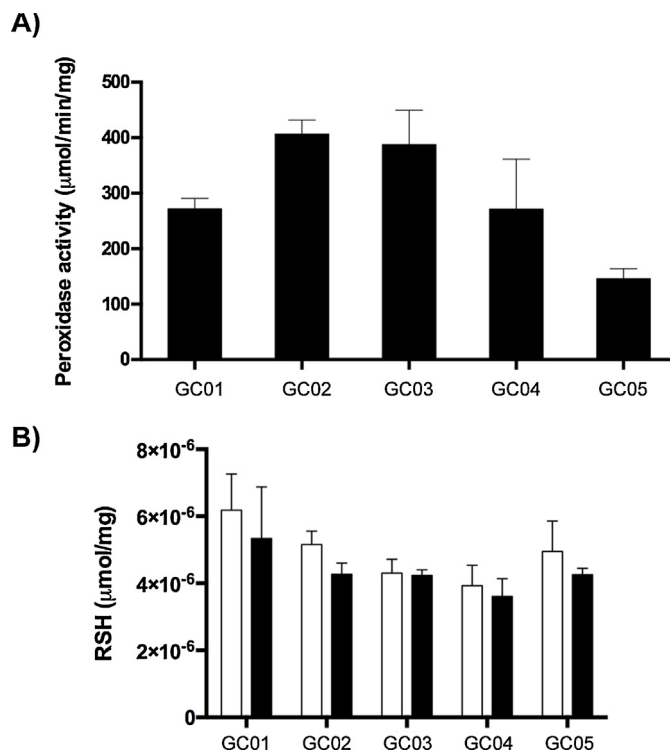 A)
Peroxidase activity (μmol/min/mg)
500
400
300
200
100
0
GC01 GC02 GC03 GC04 GC05
B)
RSH (μmol/mg)
8×10⁻⁶
6×10⁻⁶
4×10⁻⁶
2×10⁻⁶
0
GC01 GC02 GC03 GC04 GC05